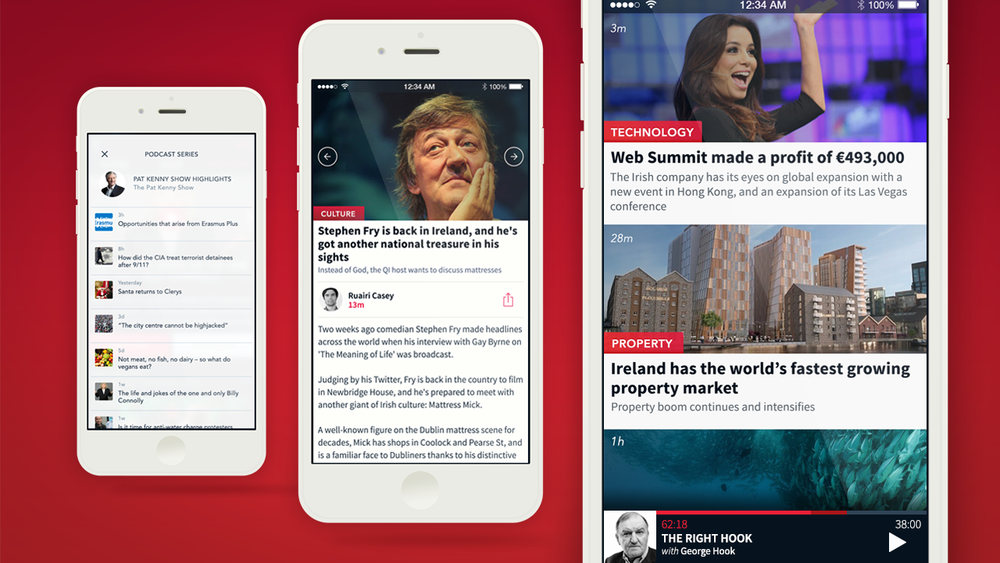 PODCAST SERIES
PAT KENNY SHOW HIGHLIGHTS
The Pat Kenny Show
3h
Opportunities that arise from Erasmus Plus
8h
How did the CIA treat terrorist detainees
after 9/11?
Yesterday
Santa returns to Clerys
3d
"The city centre cannot be highjacked"
5d
Not meat, no fish, no dairy – so what do
vegans eat?
1w
The life and jokes of the one and only Billy
Connolly
1w
Is it time for anti-water charge protesters
12:34 AM
100%
CULTURE
Stephen Fry is back in Ireland, and he's
got another national treasure in his
sights
Instead of God, the QI host wants to discuss mattresses
Ruairi Casey
13m
Two weeks ago comedian Stephen Fry made headlines
across the world when his interview with Gay Byrne on
'The Meaning of Life' was broadcast.
Judging by his Twitter, Fry is back in the country to film
in Newbridge House, and he's prepared to meet with
another giant of Irish culture: Mattress Mick.
A well-known figure on the Dublin mattress scene for
decades, Mick has shops in Coolock and Pearse St, and
is a familiar face to Dubliners thanks to his distinctive
12:34 AM
100%
3m
TECHNOLOGY
Web Summit made a profit of €493,000
The Irish company has its eyes on global expansion with a
new event in Hong Kong, and an expansion of its Las Vegas
conference
28m
PROPERTY
Ireland has the world's fastest growing
property market
Property boom continues and intensifies
1h
62:18
38:00
THE RIGHT HOOK
with George Hook